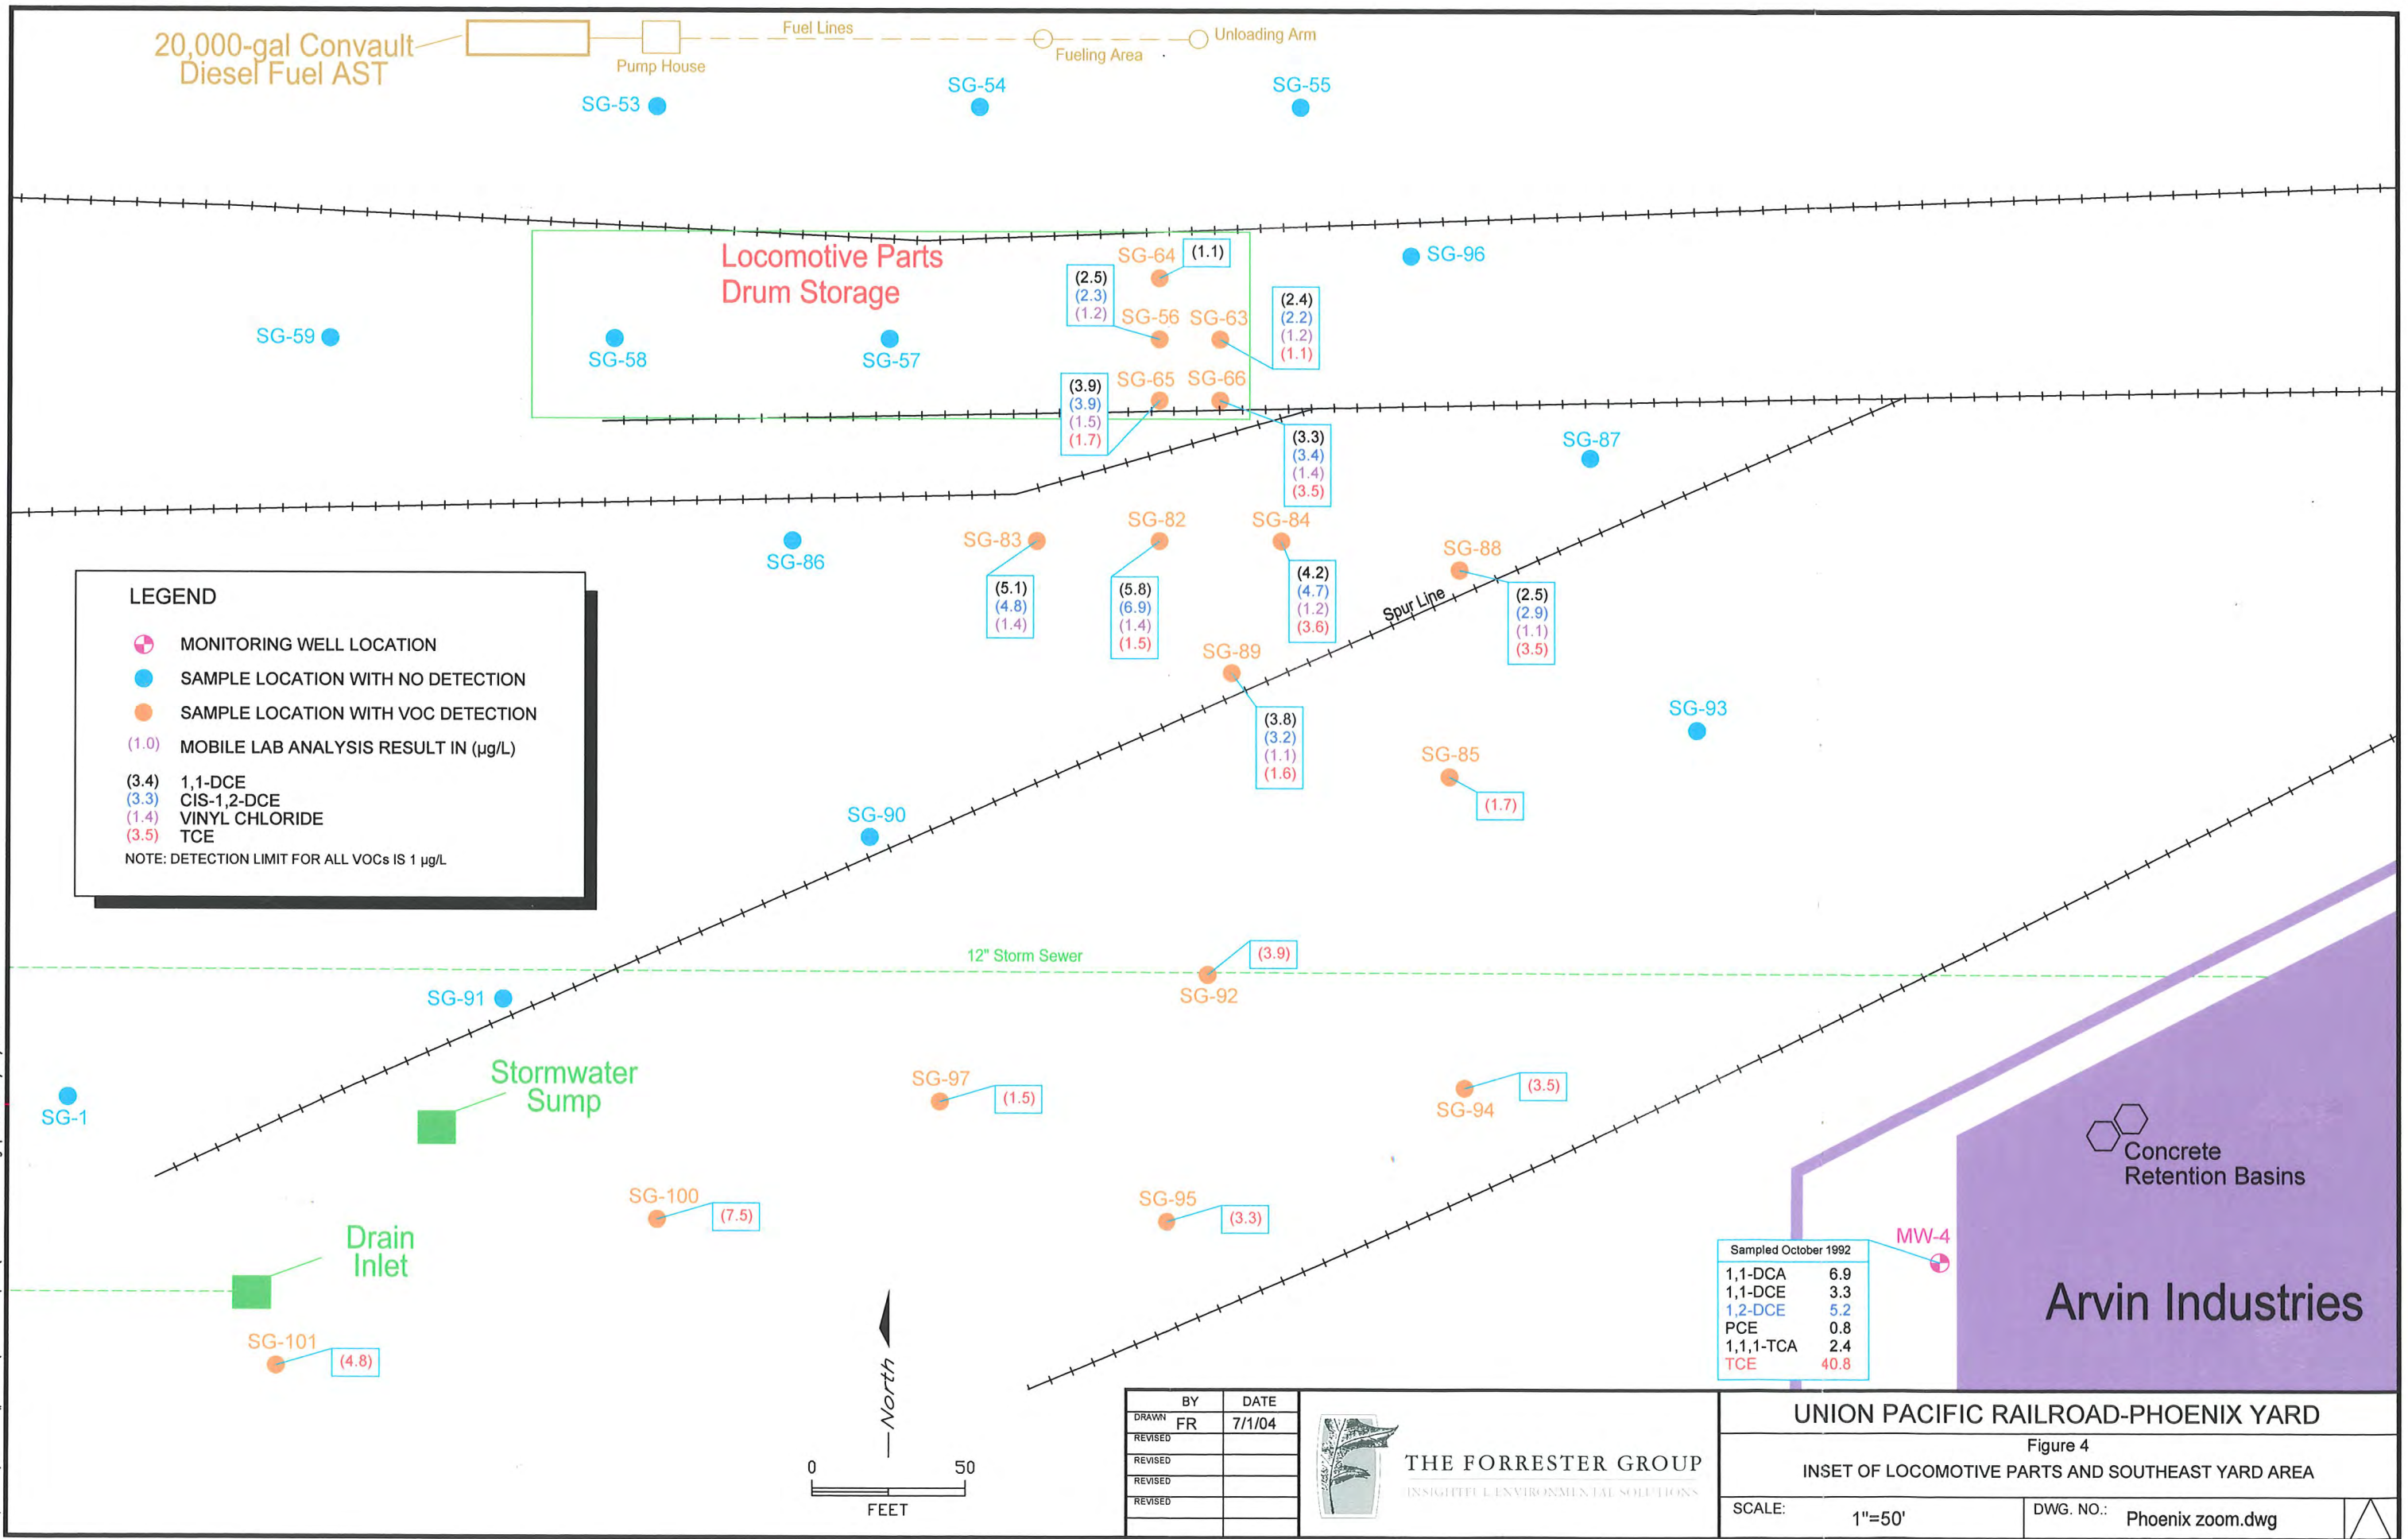 20,000-gal Convault
Diesel Fuel AST
Pump House
Fuel Lines
Fueling Area
Unloading Arm
SG-53
SG-54
SG-55
Locomotive Parts
Drum Storage
SG-64
(1.1)
SG-96
(2.5)
(2.3)
(1.2)
SG-56
SG-63
(2.4)
(2.2)
(1.2)
(1.1)
SG-59
SG-58
SG-57
(3.9)
(3.9)
(1.5)
(1.7)
SG-65
SG-66
(3.3)
(3.4)
(1.4)
(3.5)
SG-87
SG-86
SG-83
(5.1)
(4.8)
(1.4)
SG-82
(5.8)
(6.9)
(1.4)
(1.5)
SG-84
(4.2)
(4.7)
(1.2)
(3.6)
SG-88
(2.5)
(2.9)
(1.1)
(3.5)
Spur Line
SG-89
(3.8)
(3.2)
(1.1)
(1.6)
SG-93
SG-85
(1.7)
SG-90
LEGEND
MONITORING WELL LOCATION
SAMPLE LOCATION WITH NO DETECTION
SAMPLE LOCATION WITH VOC DETECTION
(1.0) MOBILE LAB ANALYSIS RESULT IN (µg/L)
(3.4) 1,1-DCE
(3.3) CIS-1,2-DCE
(1.4) VINYL CHLORIDE
(3.5) TCE
NOTE: DETECTION LIMIT FOR ALL VOCs IS 1 µg/L
12" Storm Sewer
(3.9)
SG-92
SG-91
Stormwater
Sump
SG-1
SG-97
(1.5)
SG-94
(3.5)
SG-100
(7.5)
SG-95
(3.3)
Drain
Inlet
SG-101
(4.8)
Concrete
Retention Basins
MW-4
Arvin Industries
Sampled October 1992
1,1-DCA 6.9
1,1-DCE 3.3
1,2-DCE 5.2
PCE 0.8
1,1,1-TCA 2.4
TCE 40.8
North
0 50
FEET
BY DATE
DRAWN FR 7/1/04
REVISED
REVISED
REVISED
REVISED
THE FORRESTER GROUP
INSIGHTFUL ENVIRONMENTAL SOLUTIONS
UNION PACIFIC RAILROAD-PHOENIX YARD
Figure 4
INSET OF LOCOMOTIVE PARTS AND SOUTHEAST YARD AREA
SCALE: 1"=50'
DWG. NO.: Phoenix zoom.dwg